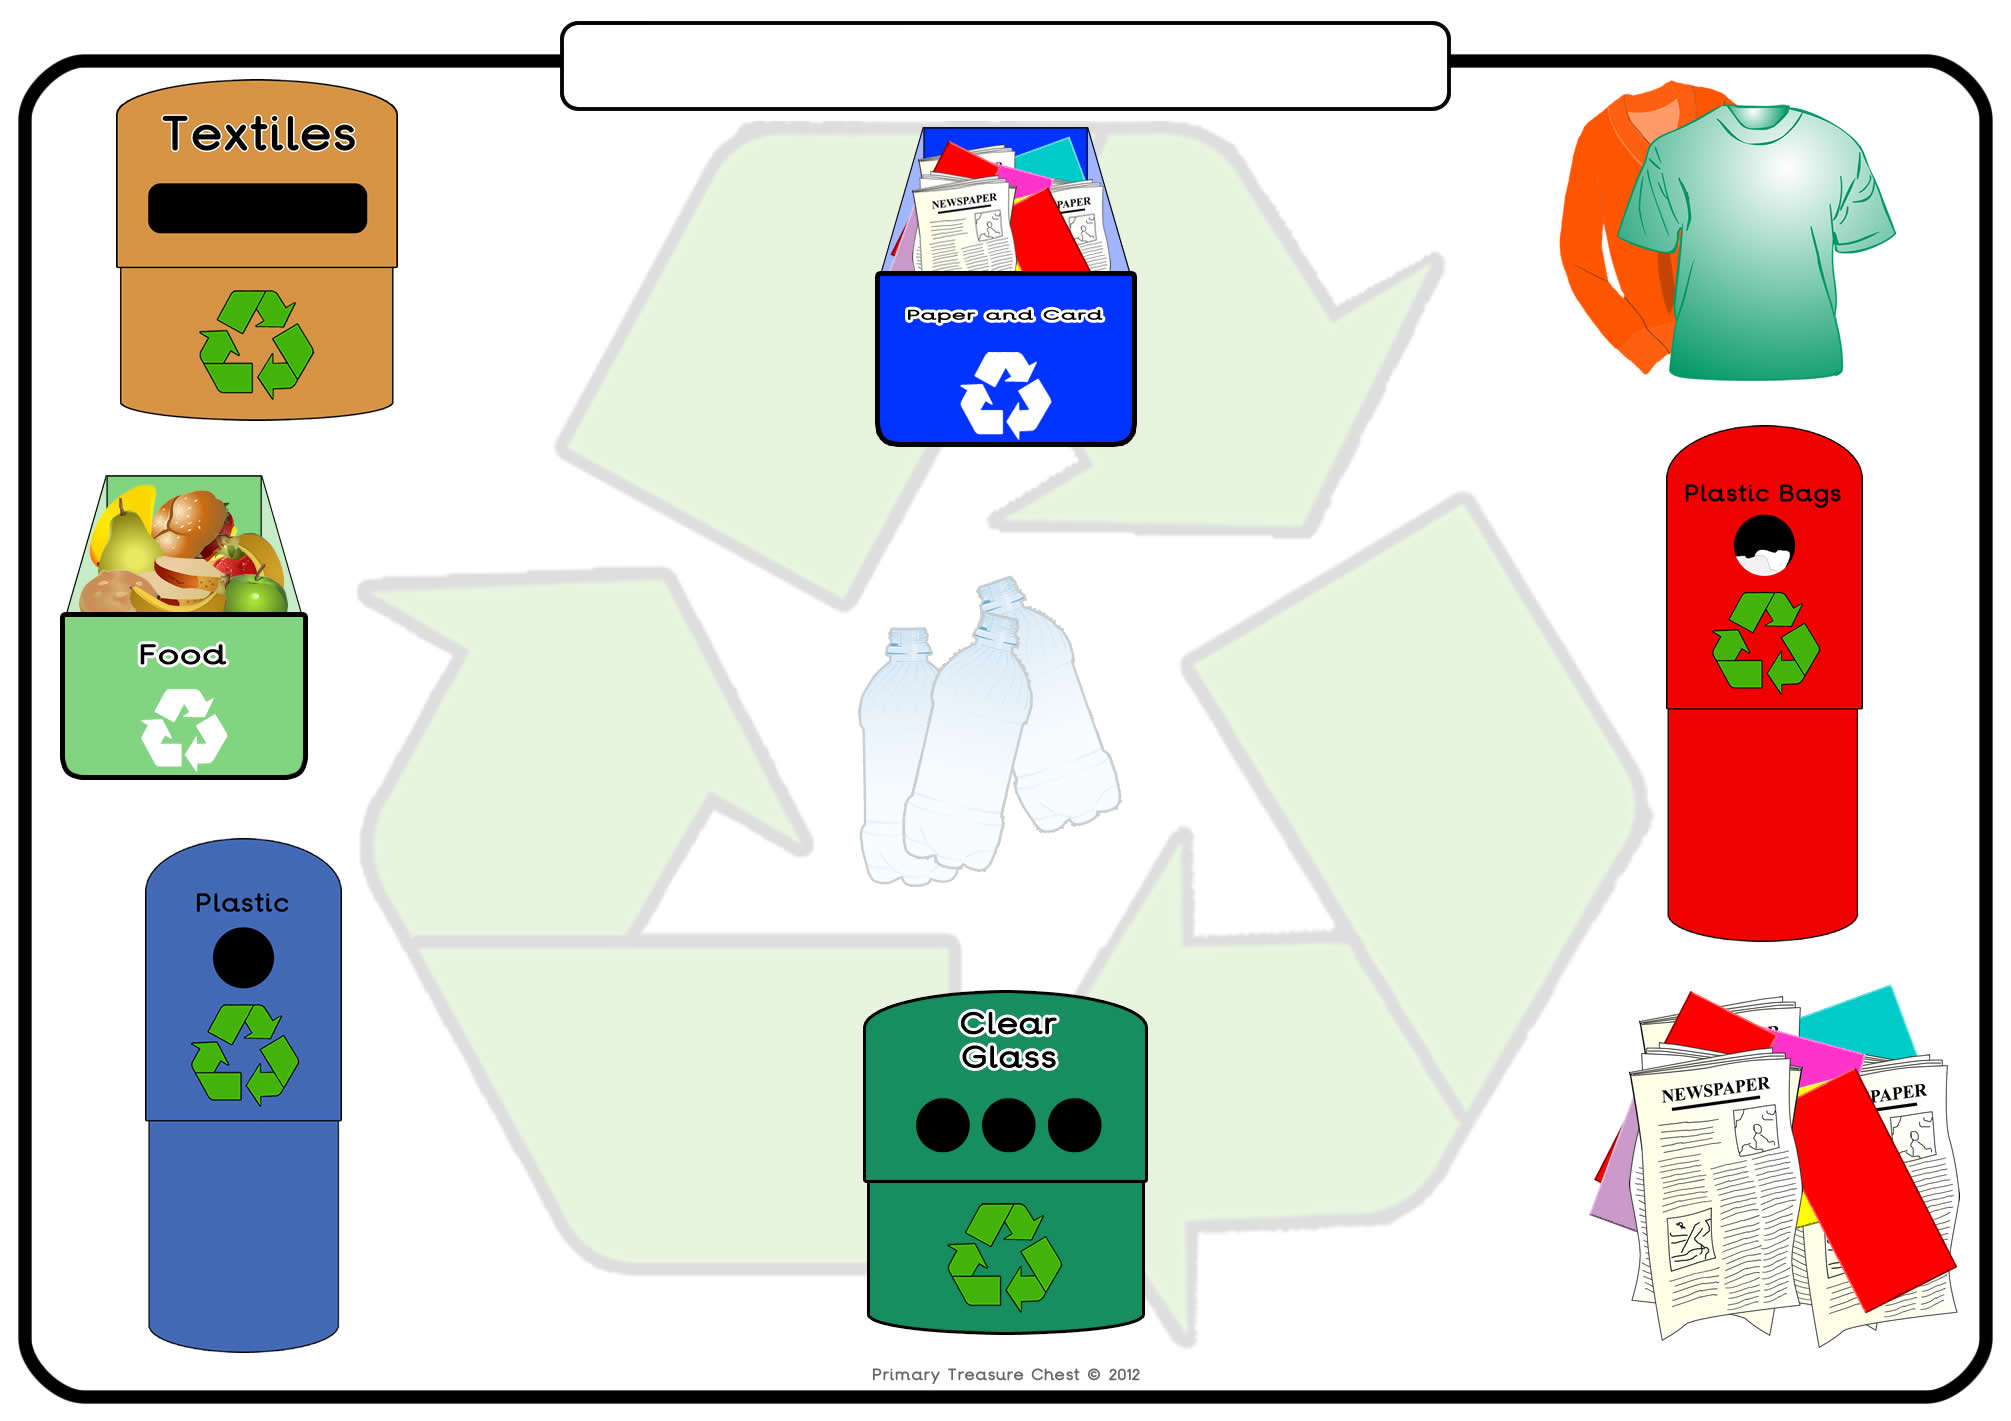 Textiles
NEWSPAPER
PAPER
Paper and Card
Plastic Bags
Food
Plastic
Clear
Glass
NEWSPAPER
PAPER
Primary Treasure Chest © 2012